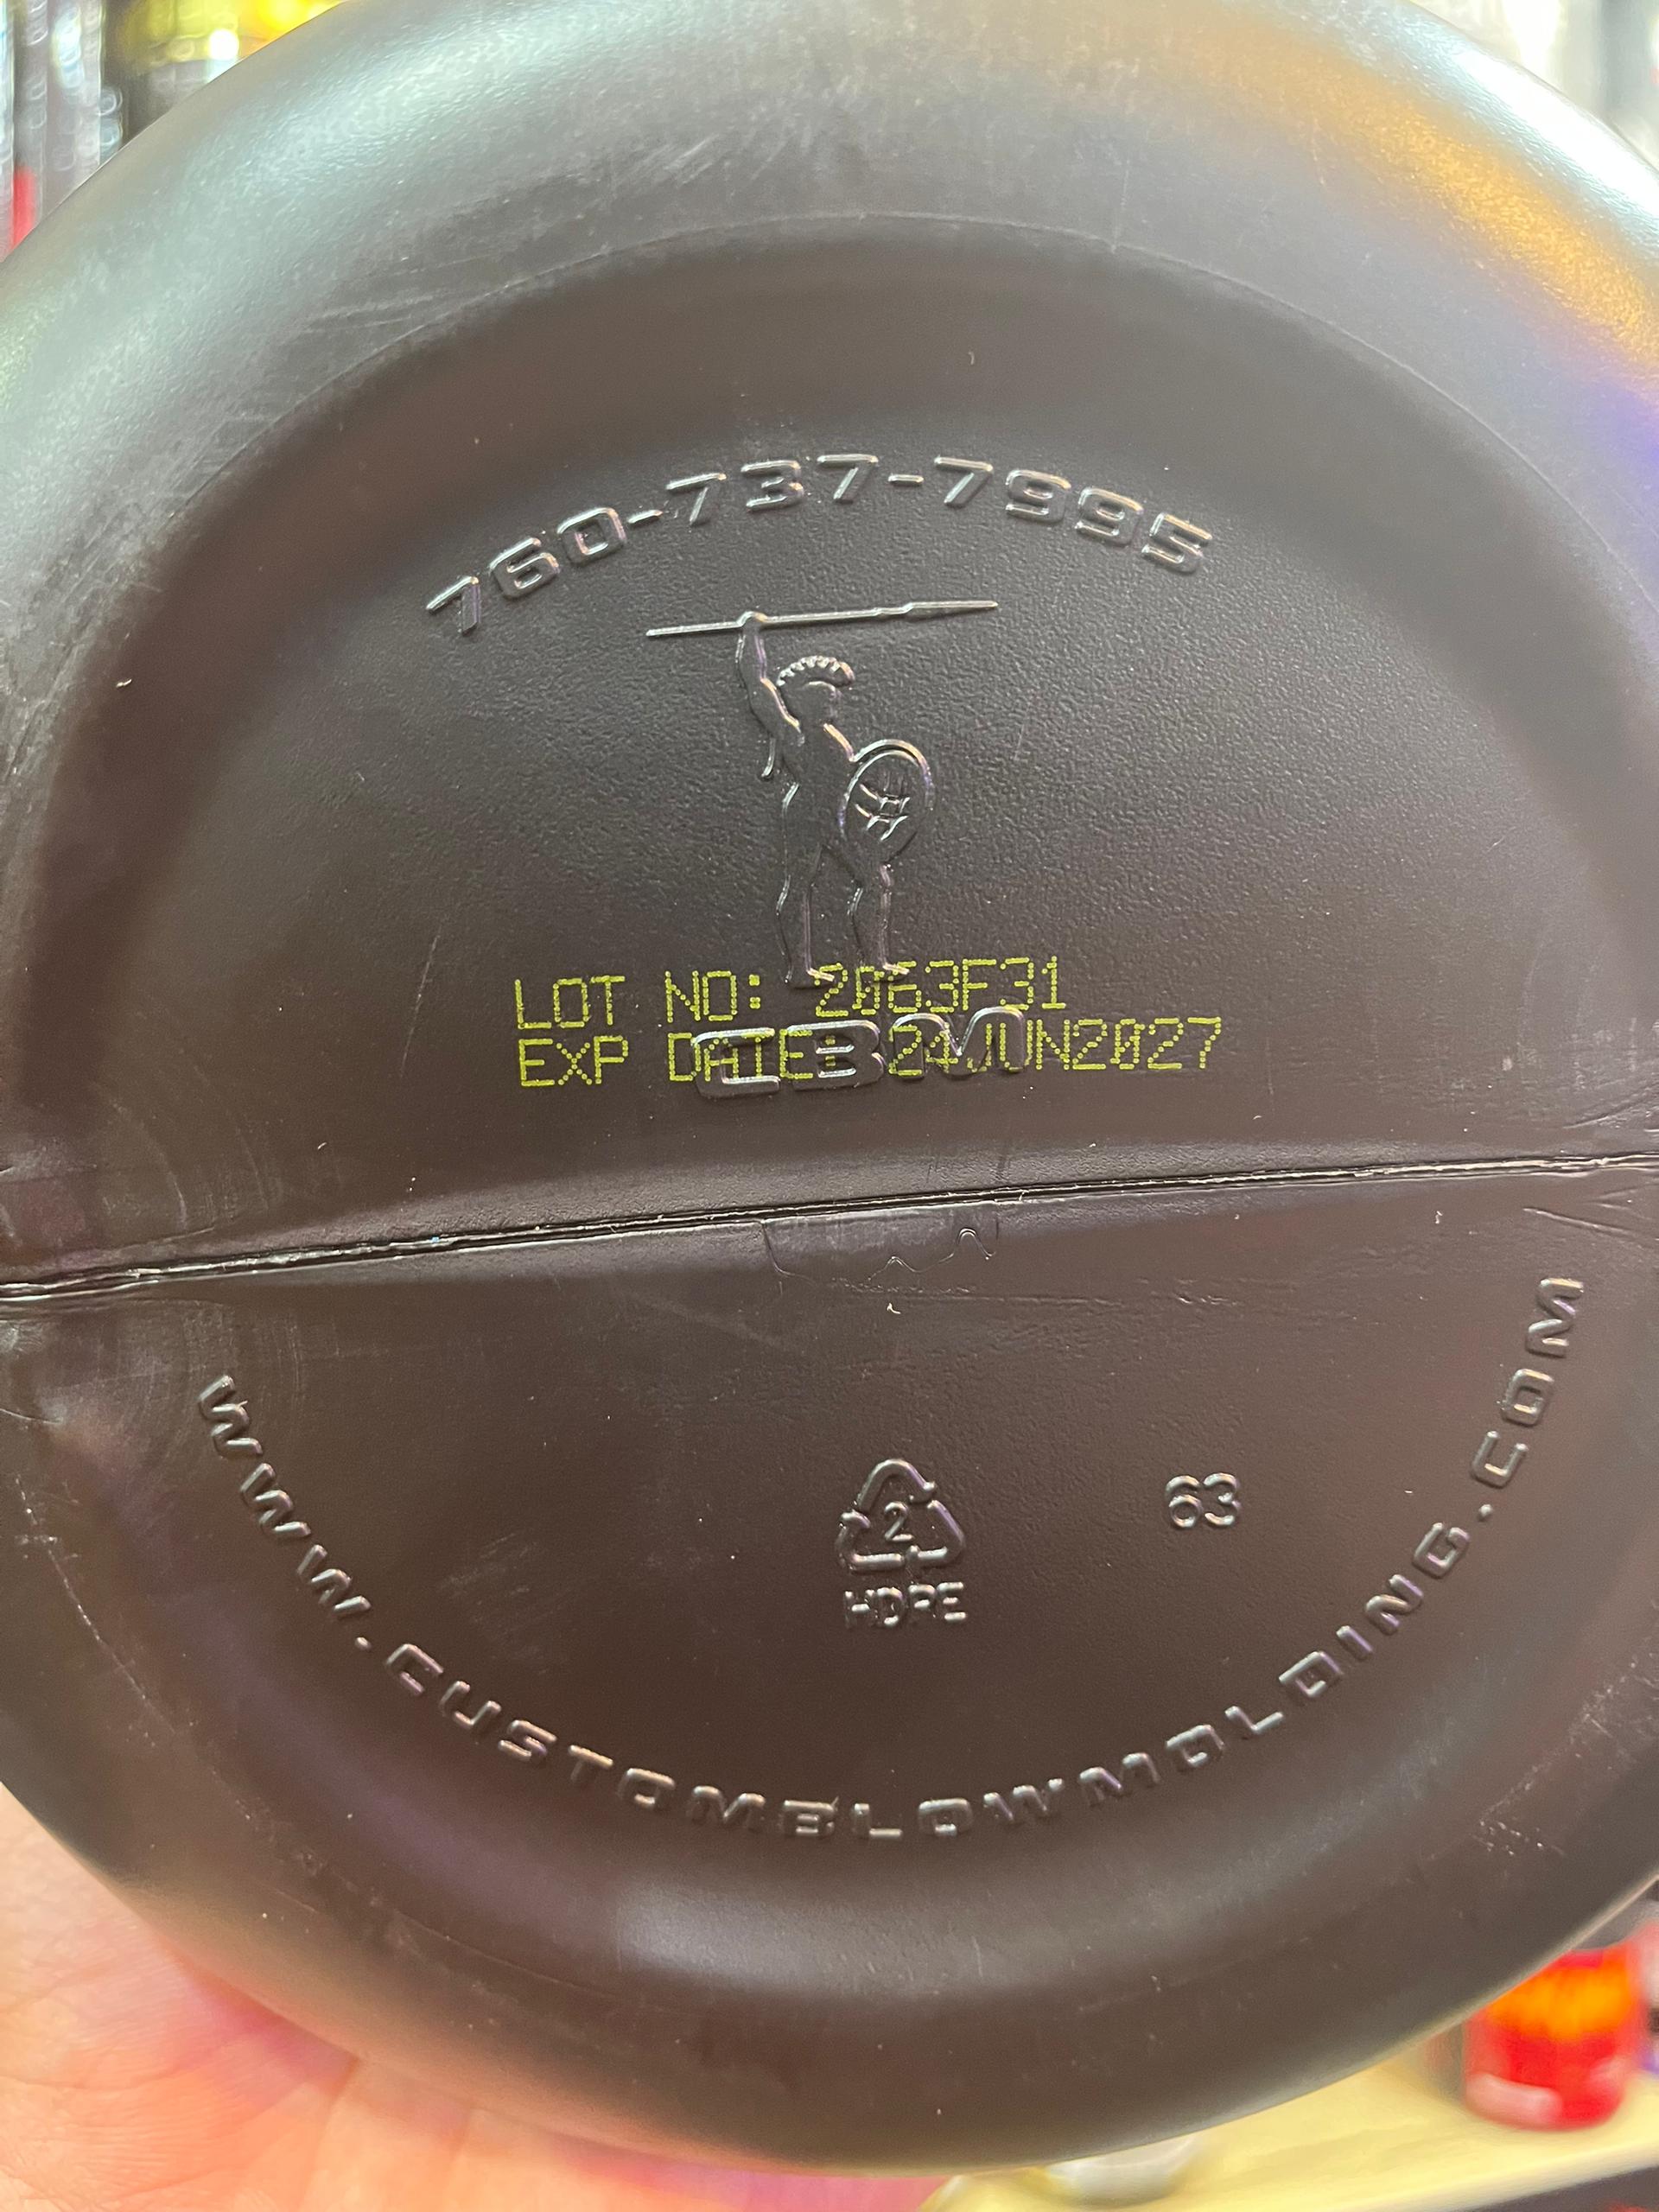 760-737-7995
LOT NO: 2063F31
EXP DATE: 24JUN2027
CBM
2
HDPE
63
WWW.CUSTOMBLOWMOLDING.COM